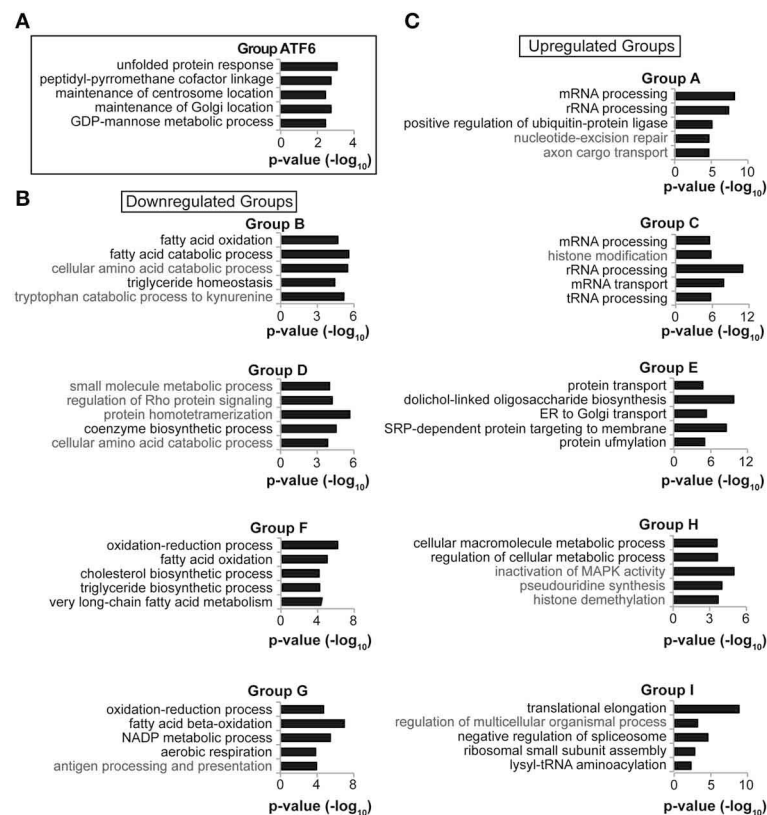 A
Group ATF6
unfolded protein response
peptidyl-pyrromethane cofactor linkage
maintenance of centrosome location
maintenance of Golgi location
GDP-mannose metabolic process
0 2 4
p-value (-log10)
B
Downregulated Groups
Group B
fatty acid oxidation
fatty acid catabolic process
cellular amino acid catabolic process
triglyceride homeostasis
tryptophan catabolic process to kynurenine
0 3 6
p-value (-log10)
Group D
small molecule metabolic process
regulation of Rho protein signaling
protein homotetramerization
coenzyme biosynthetic process
cellular amino acid catabolic process
0 3 6
p-value (-log10)
Group F
oxidation-reduction process
fatty acid oxidation
cholesterol biosynthetic process
triglyceride biosynthetic process
very long-chain fatty acid metabolism
0 4 8
p-value (-log10)
Group G
oxidation-reduction process
fatty acid beta-oxidation
NADP metabolic process
aerobic respiration
antigen processing and presentation
0 4 8
p-value (-log10)
C
Upregulated Groups
Group A
mRNA processing
rRNA processing
positive regulation of ubiquitin-protein ligase
nucleotide-excision repair
axon cargo transport
0 5 10
p-value (-log10)
Group C
mRNA processing
histone modification
rRNA processing
mRNA transport
tRNA processing
0 6 12
p-value (-log10)
Group E
protein transport
dolichol-linked oligosaccharide biosynthesis
ER to Golgi transport
SRP-dependent protein targeting to membrane
protein ufmylation
0 6 12
p-value (-log10)
Group H
cellular macromolecule metabolic process
regulation of cellular metabolic process
inactivation of MAPK activity
pseudouridine synthesis
histone demethylation
0 3 6
p-value (-log10)
Group I
translational elongation
regulation of multicellular organismal process
negative regulation of spliceosome
ribosomal small subunit assembly
lysyl-tRNA aminoacylation
0 5 10
p-value (-log10)